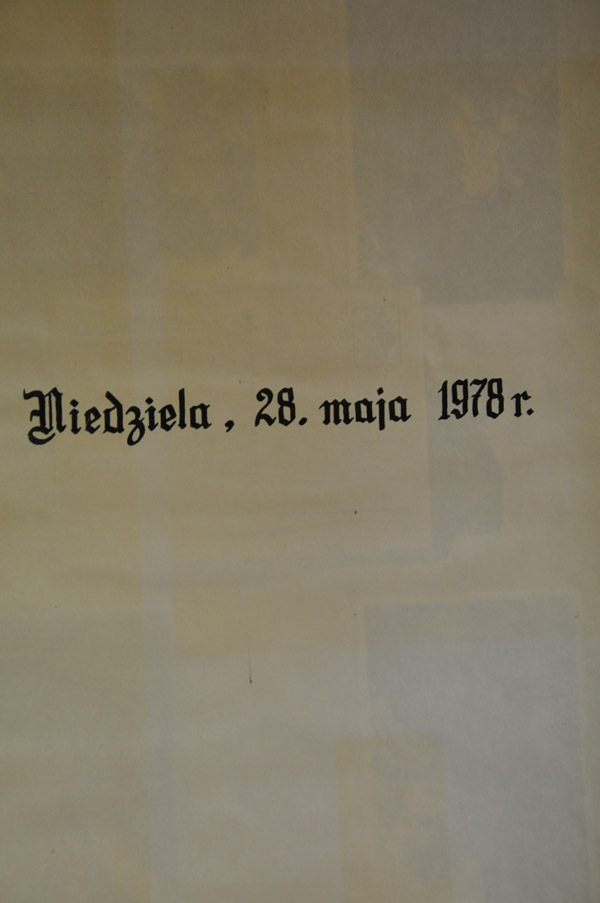 Niedziela, 28. maja 1978 r.